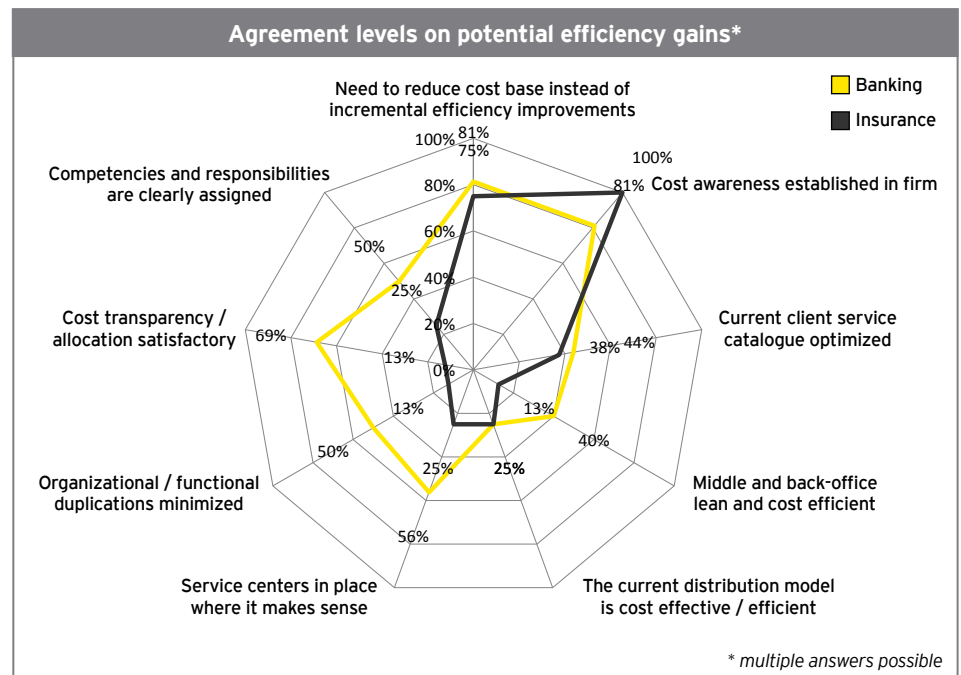 Agreement levels on potential efficiency gains*
Need to reduce cost base instead of
incremental efficiency improvements
Banking
Insurance
100%
81%
75%
100%
81%
Cost awareness established in firm
Competencies and responsibilities
are clearly assigned
80%
60%
50%
40%
25%
20%
0%
Cost transparency /
allocation satisfactory
69%
13%
Current client service
catalogue optimized
38%
44%
13%
50%
Organizational / functional
duplications minimized
13%
40%
Middle and back-office
lean and cost efficient
25%
56%
25%
Service centers in place
where it makes sense
The current distribution model
is cost effective / efficient
* multiple answers possible